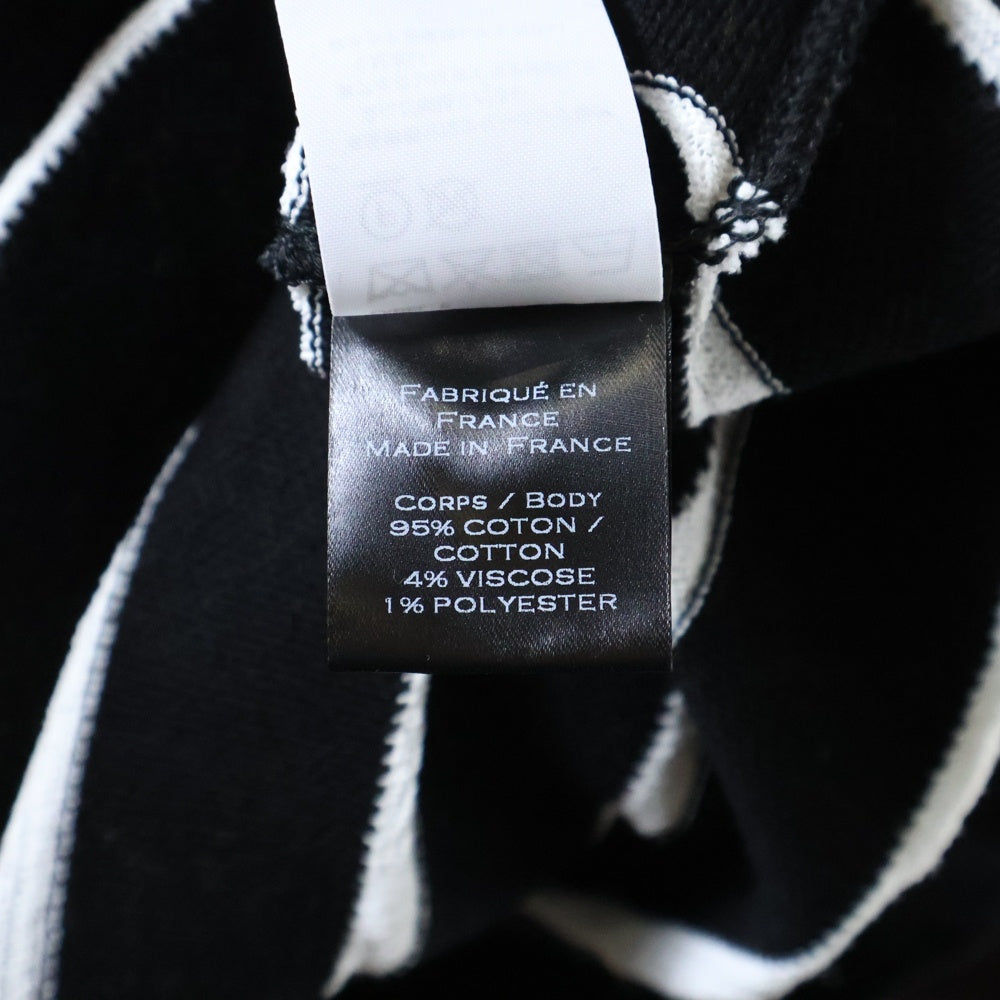 FABRIQUÉ EN
FRANCE
MADE IN FRANCE
CORPS / BODY
95% COTON /
COTTON
4% VISCOSE
1% POLYESTER